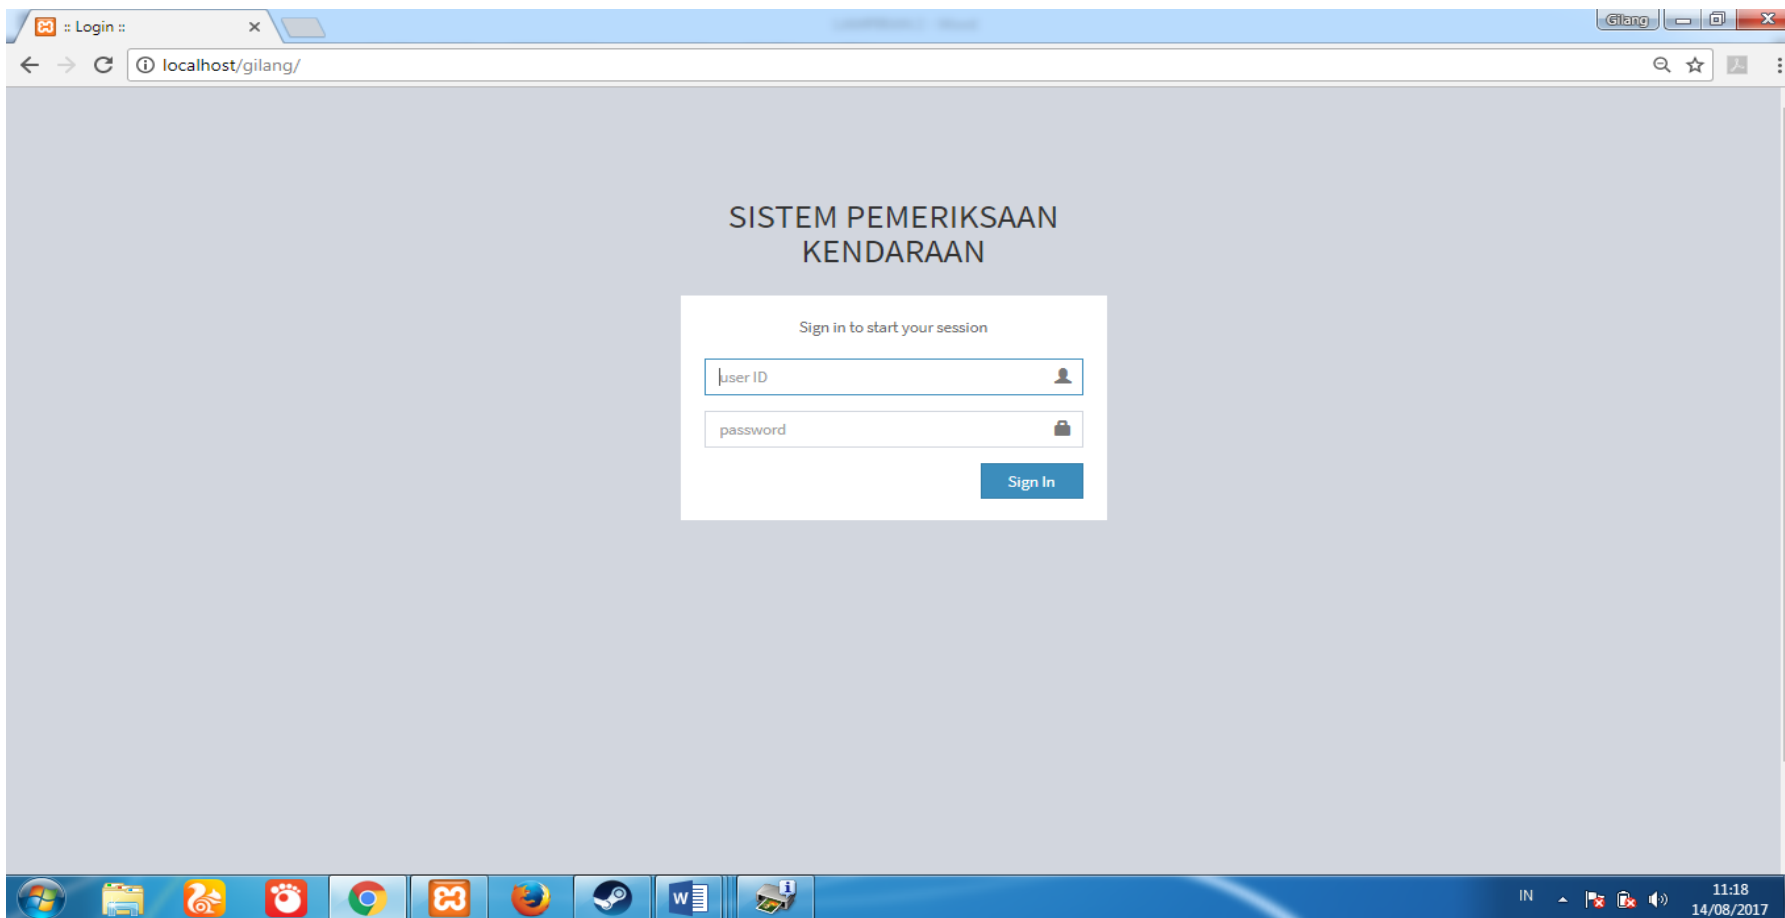 :: Login ::
Gilang
localhost/gilang/
SISTEM PEMERIKSAAN
KENDARAAN
Sign in to start your session
user ID
password
Sign In
IN
11:18
14/08/2017